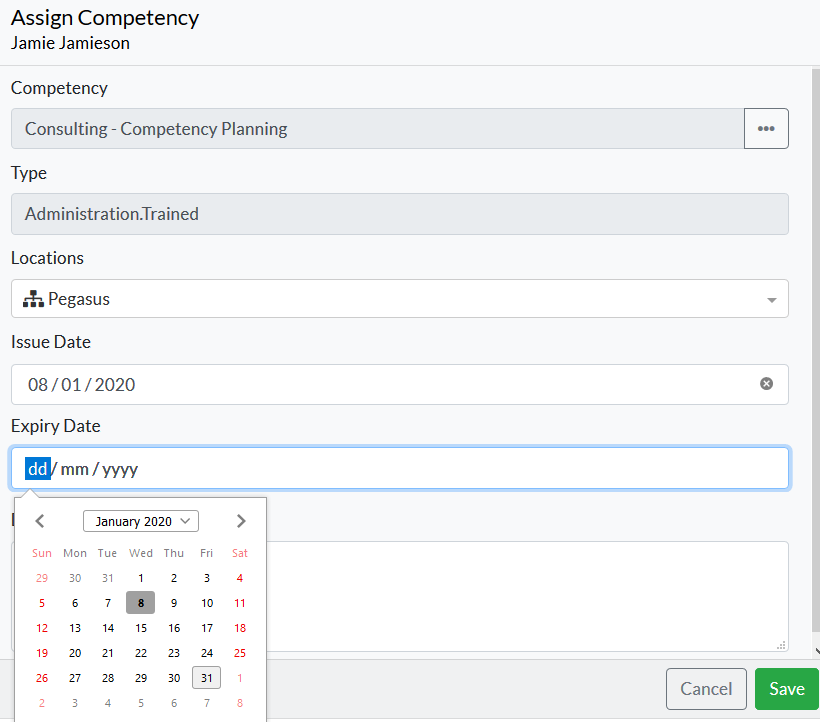 Assign Competency
Jamie Jamieson
Competency
Consulting - Competency Planning
Type
Administration.Trained
Locations
Pegasus
Issue Date
08 / 01 / 2020
Expiry Date
dd / mm / yyyy
January 2020
Sun Mon Tue Wed Thu Fri Sat
29 30 31 1 2 3 4
5 6 7 8 9 10 11
12 13 14 15 16 17 18
19 20 21 22 23 24 25
26 27 28 29 30 31 1
2 3 4 5 6 7 8
Cancel Save